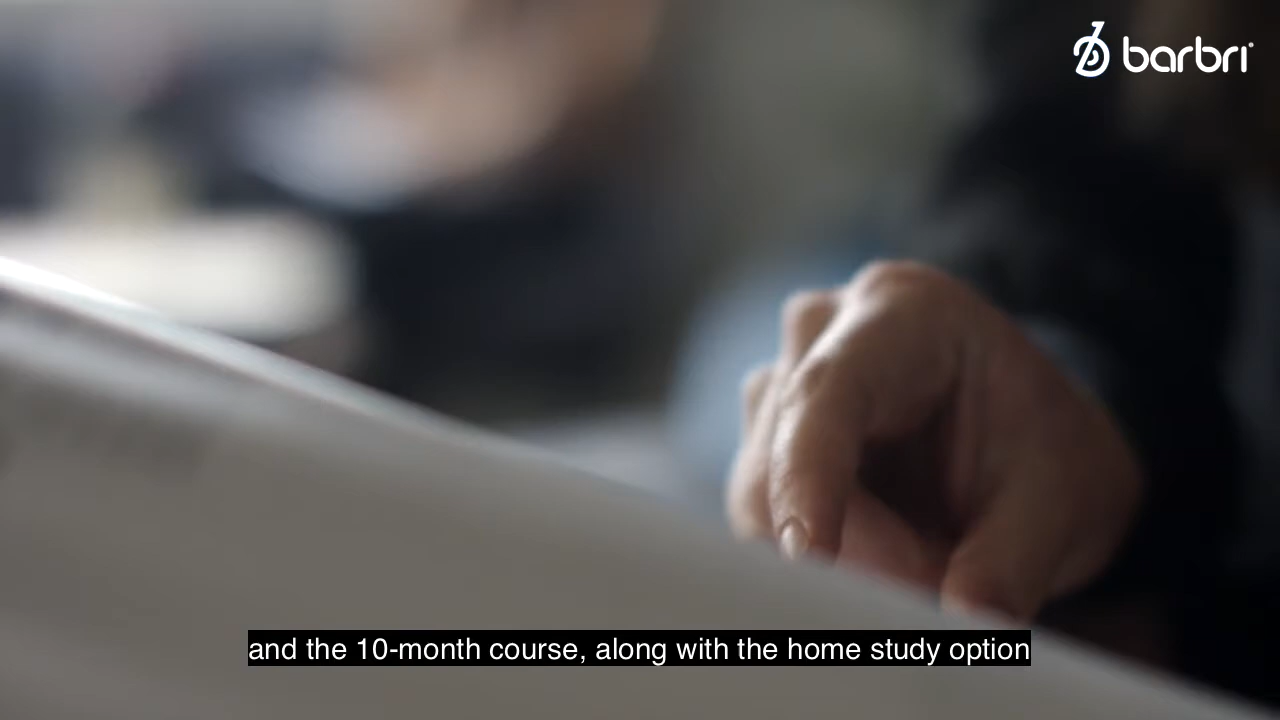 barbri
and the 10-month course, along with the home study option